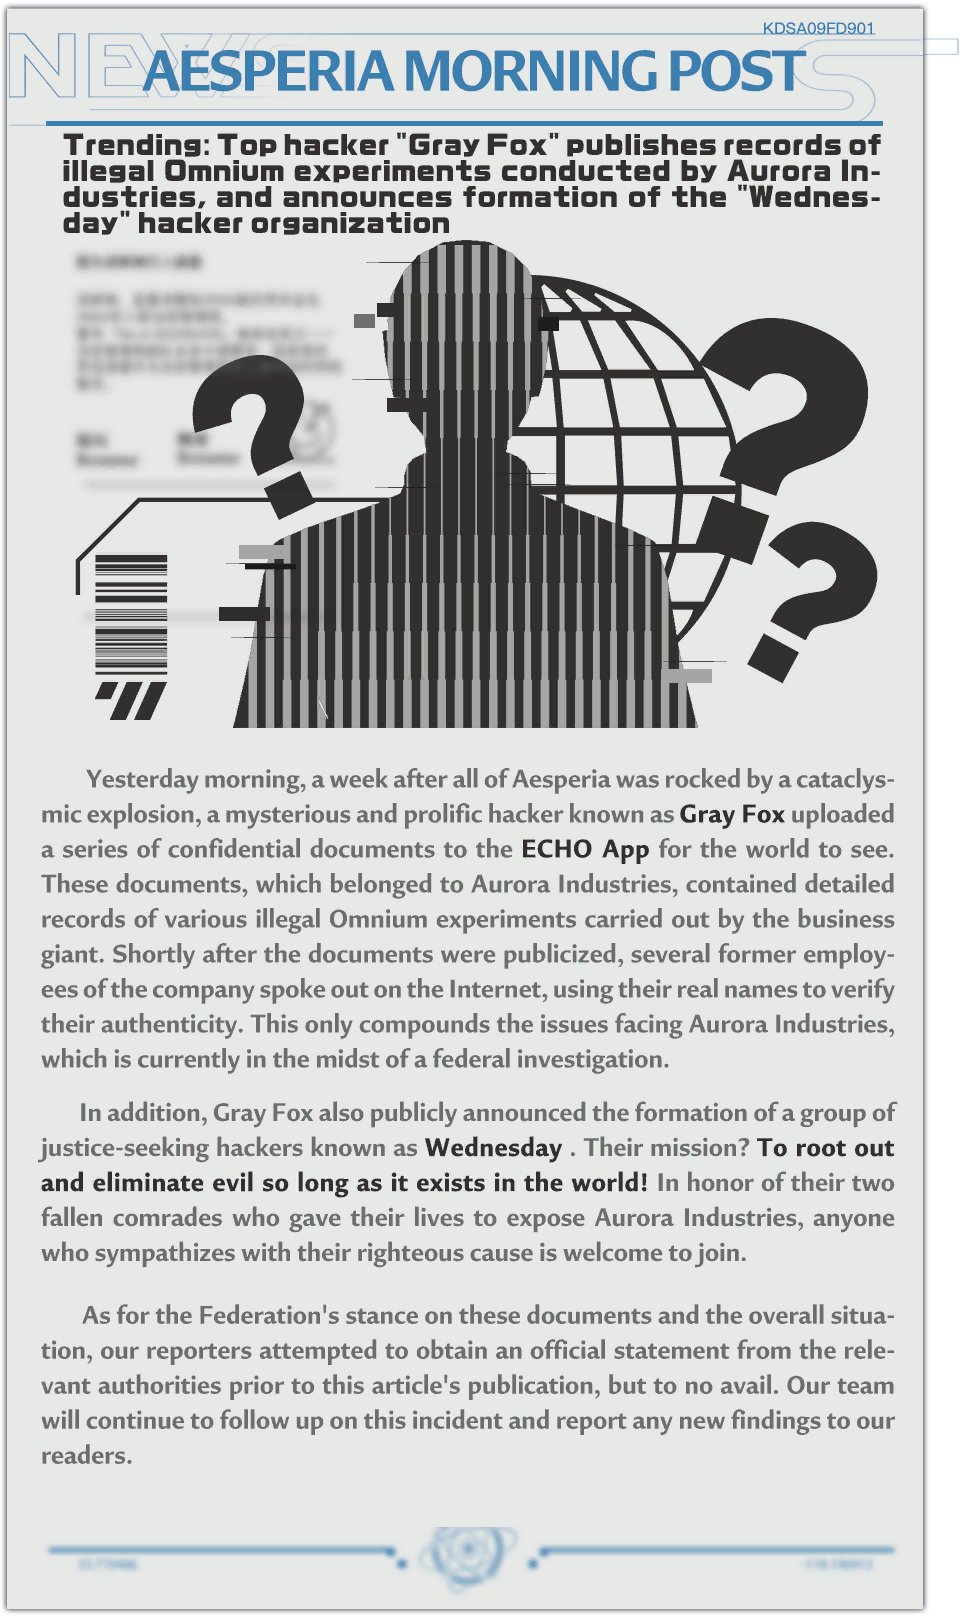 KDSA09FD901
NEWS
AESPERIA MORNING POST
Trending: Top hacker "Gray Fox" publishes records of
illegal Omnium experiments conducted by Aurora In-
dustries, and announces formation of the "Wednes-
day" hacker organization
Yesterday morning, a week after all of Aesperia was rocked by a cataclys-
mic explosion, a mysterious and prolific hacker known as Gray Fox uploaded
a series of confidential documents to the ECHO App for the world to see.
These documents, which belonged to Aurora Industries, contained detailed
records of various illegal Omnium experiments carried out by the business
giant. Shortly after the documents were publicized, several former employ-
ees of the company spoke out on the Internet, using their real names to verify
their authenticity. This only compounds the issues facing Aurora Industries,
which is currently in the midst of a federal investigation.
In addition, Gray Fox also publicly announced the formation of a group of
justice-seeking hackers known as Wednesday . Their mission? To root out
and eliminate evil so long as it exists in the world! In honor of their two
fallen comrades who gave their lives to expose Aurora Industries, anyone
who sympathizes with their righteous cause is welcome to join.
As for the Federation's stance on these documents and the overall situa-
tion, our reporters attempted to obtain an official statement from the rele-
vant authorities prior to this article's publication, but to no avail. Our team
will continue to follow up on this incident and report any new findings to our
readers.